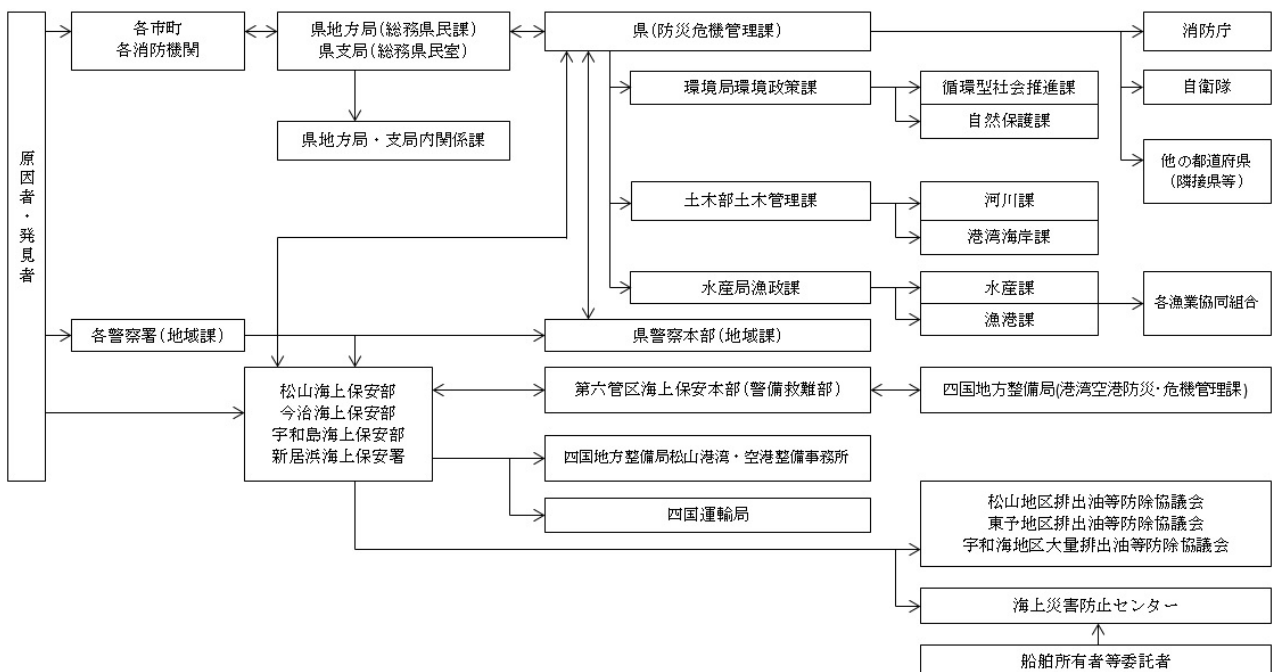 原因者・発見者
各市町
各消防機関
県地方局(総務県民課)
県支局(総務県民室)
県(防災危機管理課)
消防庁
自衛隊
他の都道府県
(隣接県等)
県地方局・支局内関係課
環境局環境政策課
循環型社会推進課
自然保護課
土木部土木管理課
河川課
港湾海岸課
水産局漁政課
水産課
漁港課
各漁業協同組合
各警察署(地域課)
県警察本部(地域課)
松山海上保安部
今治海上保安部
宇和島海上保安部
新居浜海上保安署
第六管区海上保安本部(警備救難部)
四国地方整備局(港湾空港防災・危機管理課)
四国地方整備局松山港湾・空港整備事務所
四国運輸局
松山地区排出油等防除協議会
東予地区排出油等防除協議会
宇和海地区大量排出油等防除協議会
海上災害防止センター
船舶所有者等委託者